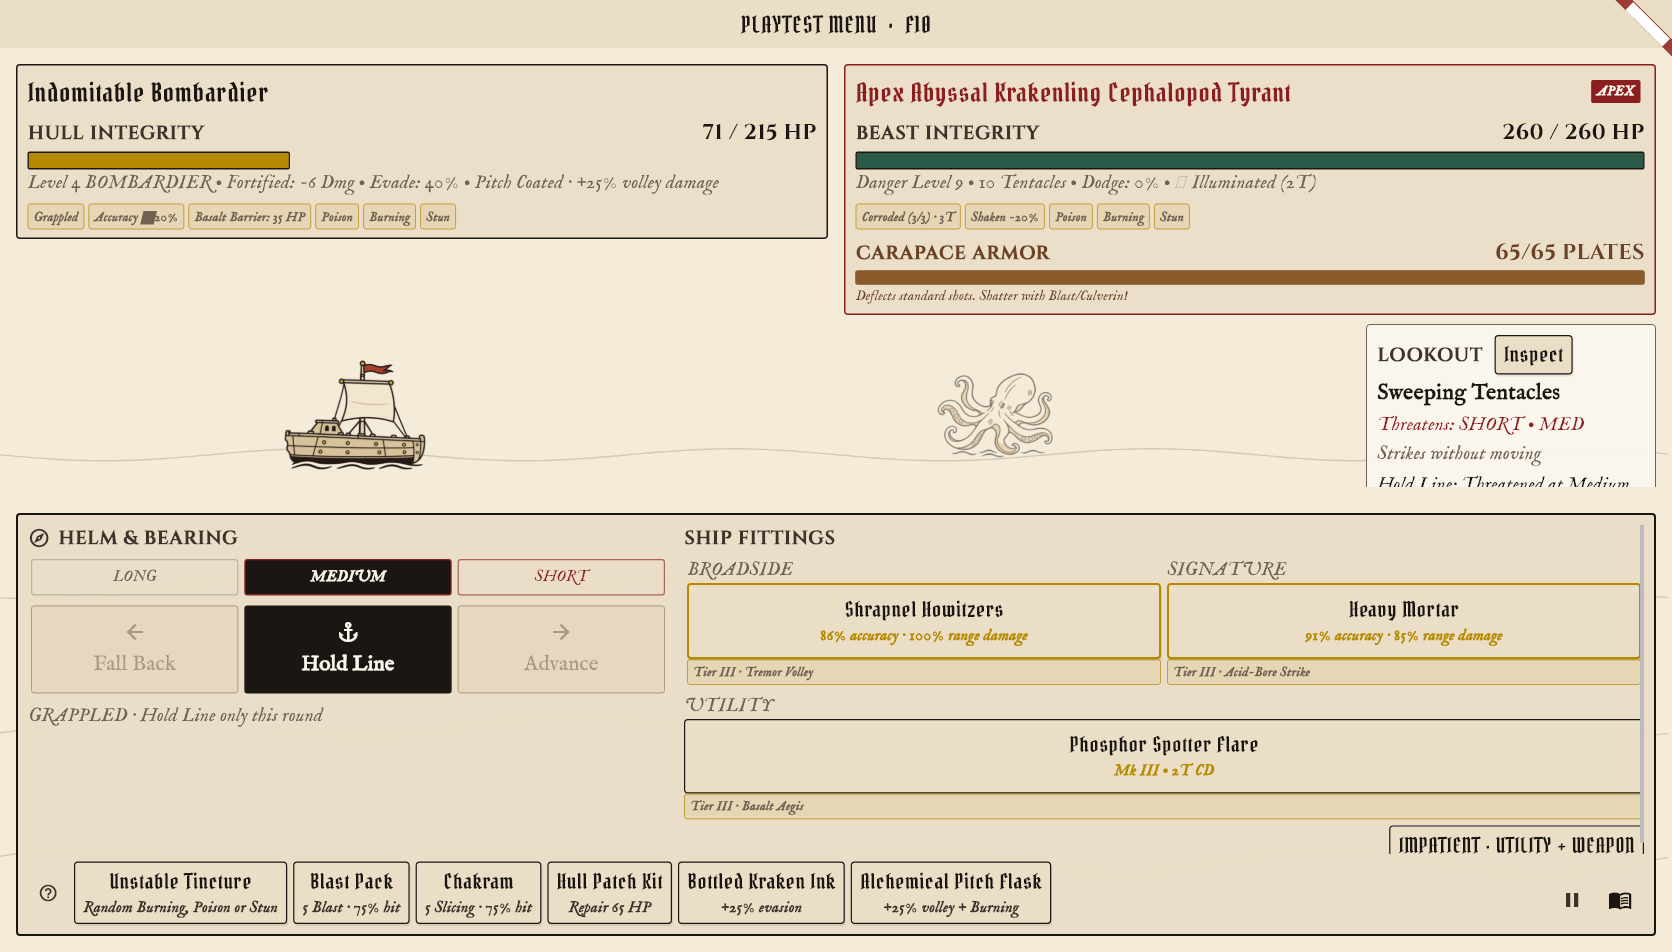 PLAYTEST MENU · F10
Indomitable Bombardier
HULL INTEGRITY 71 / 215 HP
Level 4 BOMBARDIER • Fortified: -6 Dmg • Evade: 40% • Pitch Coated · +25% volley damage
Grappled Accuracy 20% Basalt Barrier: 35 HP Poison Burning Stun
Apex Abyssal Krakenling Cephalopod Tyrant APEX
BEAST INTEGRITY 260 / 260 HP
Danger Level 9 • 10 Tentacles • Dodge: 0% • Illuminated (2T)
Corroded (3/3) · 3T Shaken -20% Poison Burning Stun
CARAPACE ARMOR 65/65 PLATES
Deflects standard shots. Shatter with Blast/Culverin!
LOOKOUT Inspect
Sweeping Tentacles
Threatens: SHORT • MED
Strikes without moving
Hold Line: Threatened at Medium
HELM & BEARING
LONG MEDIUM SHORT
Fall Back Hold Line Advance
GRAPPLED · Hold Line only this round
SHIP FITTINGS
BROADSIDE SIGNATURE
Shrapnel Howitzers Heavy Mortar
86% accuracy · 100% range damage 91% accuracy · 85% range damage
Tier III · Tremor Volley Tier III · Acid-Bore Strike
UTILITY
Phosphor Spotter Flare
Mk III • 2T CD
Tier III · Basalt Aegis
IMPATIENT · UTILITY + WEAPON
Unstable Tincture Blast Pack Chakram Hull Patch Kit Bottled Kraken Ink Alchemical Pitch Flask
Random Burning, Poison or Stun 5 Blast · 75% hit 5 Slicing · 75% hit Repair 65 HP +25% evasion +25% volley + Burning